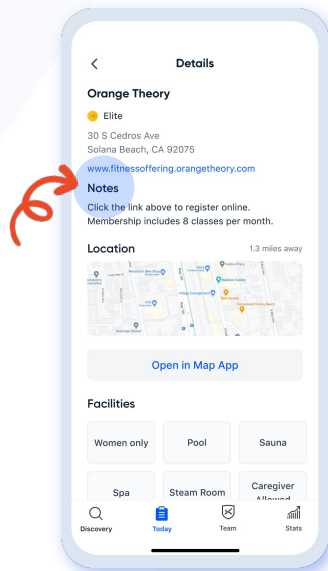 Details
Orange Theory
Elite
30 S Cedros Ave
Solana Beach, CA 92075
www.fitnessoffering.orangetheory.com
Notes
Click the link above to register online.
Membership includes 8 classes per month.
Location
1.3 miles away
Open in Map App
Facilities
Women only
Pool
Sauna
Spa
Steam Room
Caregiver
Allowed
Discovery
Today
Team
Stats